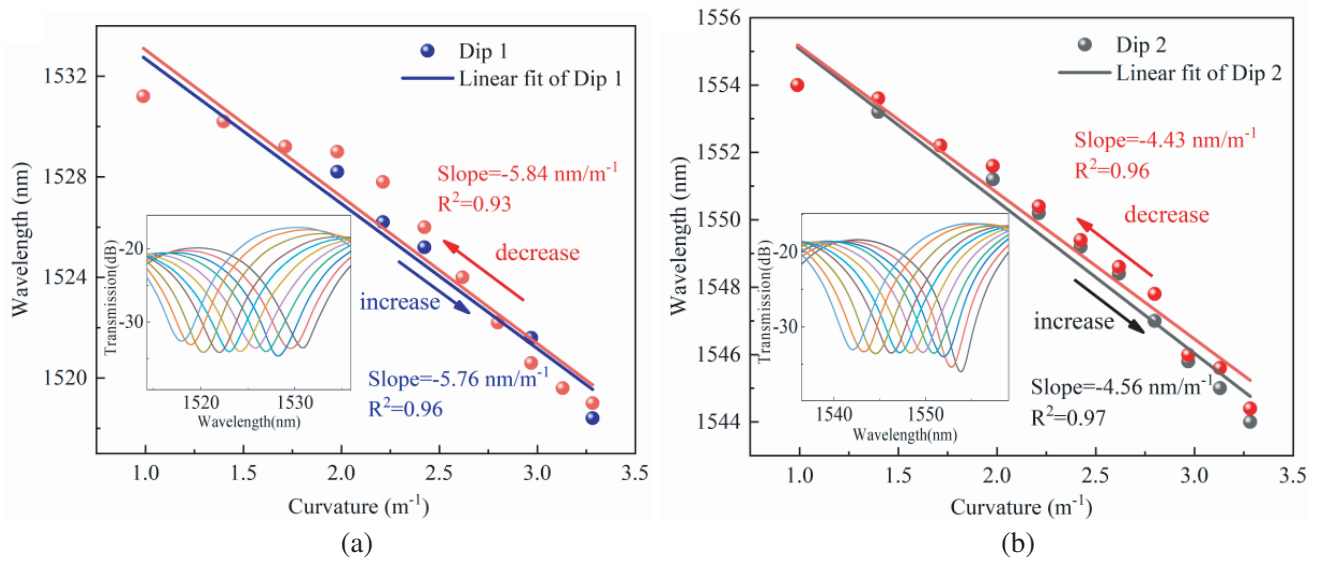 Dip 1
Linear fit of Dip 1
Slope=-5.84 nm/m⁻¹
R²=0.93
decrease
increase
Slope=-5.76 nm/m⁻¹
R²=0.96
Wavelength (nm)
1532
1528
1524
1520
1.0 1.5 2.0 2.5 3.0 3.5
Curvature (m⁻¹)
Transmission(dB)
-20
-30
1520 1530
Wavelength(nm)
(a)
Dip 2
Linear fit of Dip 2
Slope=-4.43 nm/m⁻¹
R²=0.96
decrease
increase
Slope=-4.56 nm/m⁻¹
R²=0.97
Wavelength (nm)
1556
1554
1552
1550
1548
1546
1544
1542
1.0 1.5 2.0 2.5 3.0 3.5
Curvature (m⁻¹)
Transmission(dB)
-20
-30
1540 1550
Wavelength(nm)
(b)